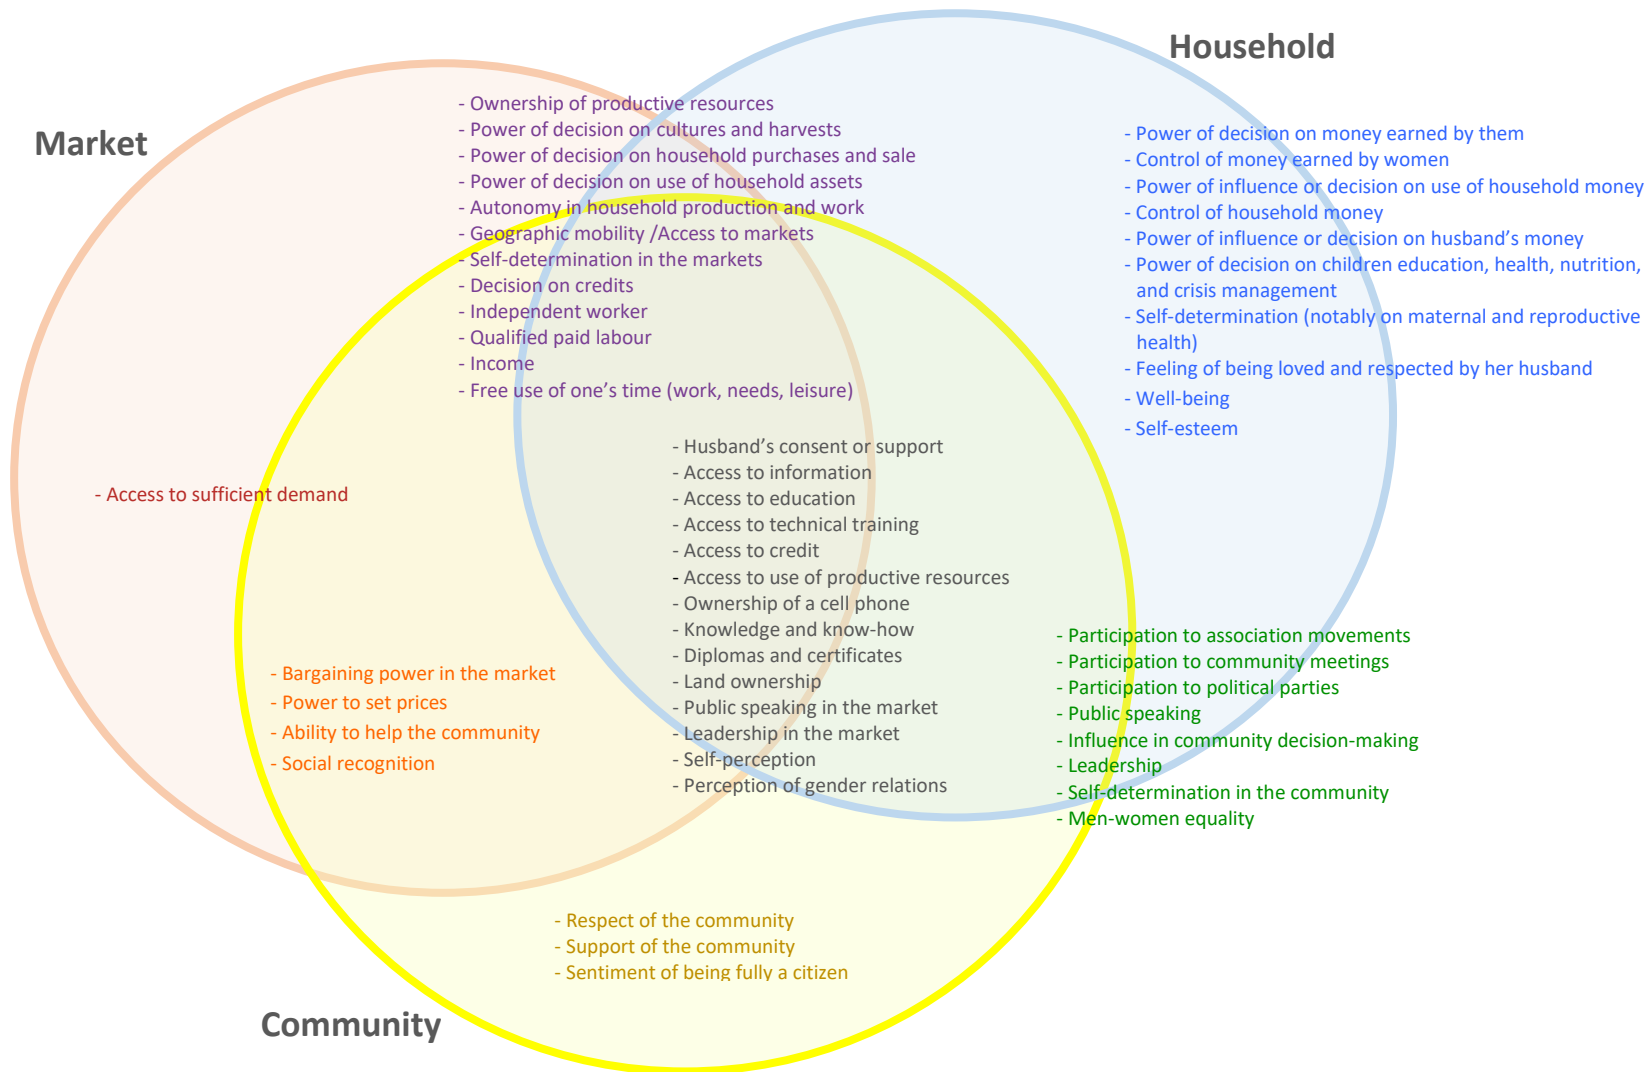 Household
Market
- Ownership of productive resources
- Power of decision on cultures and harvests
- Power of decision on household purchases and sale
- Power of decision on use of household assets
- Autonomy in household production and work
- Geographic mobility /Access to markets
- Self-determination in the markets
- Decision on credits
- Independent worker
- Qualified paid labour
- Income
- Free use of one's time (work, needs, leisure)
- Power of decision on money earned by them
- Control of money earned by women
- Power of influence or decision on use of household money
- Control of household money
- Power of influence or decision on husband's money
- Power of decision on children education, health, nutrition,
and crisis management
- Self-determination (notably on maternal and reproductive
health)
- Feeling of being loved and respected by her husband
- Well-being
- Self-esteem
- Access to sufficient demand
- Husband's consent or support
- Access to information
- Access to education
- Access to technical training
- Access to credit
- Access to use of productive resources
- Ownership of a cell phone
- Knowledge and know-how
- Diplomas and certificates
- Land ownership
- Public speaking in the market
- Leadership in the market
- Self-perception
- Perception of gender relations
- Bargaining power in the market
- Power to set prices
- Ability to help the community
- Social recognition
- Participation to association movements
- Participation to community meetings
- Participation to political parties
- Public speaking
- Influence in community decision-making
- Leadership
- Self-determination in the community
- Men-women equality
- Respect of the community
- Support of the community
- Sentiment of being fully a citizen
Community